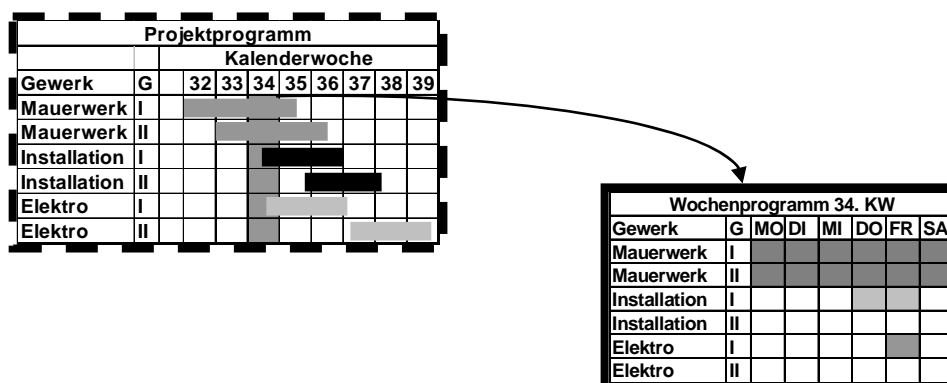 Projektprogramm
Kalenderwoche
Gewerk G 32 33 34 35 36 37 38 39
Mauerwerk I
Mauerwerk II
Installation I
Installation II
Elektro I
Elektro II
Wochenprogramm 34. KW
Gewerk G MO DI MI DO FR SA
Mauerwerk I
Mauerwerk II
Installation I
Installation II
Elektro I
Elektro II